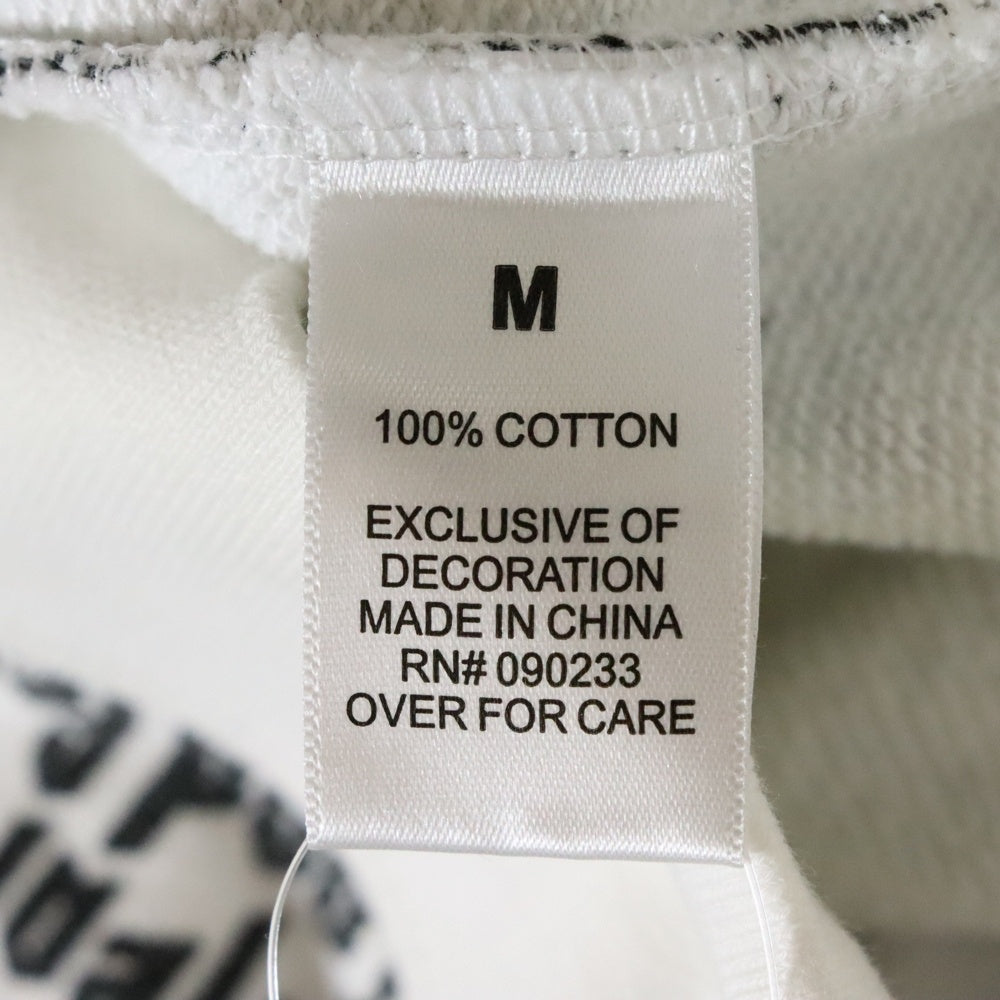 M
100% COTTON
EXCLUSIVE OF
DECORATION
MADE IN CHINA
RN# 090233
OVER FOR CARE